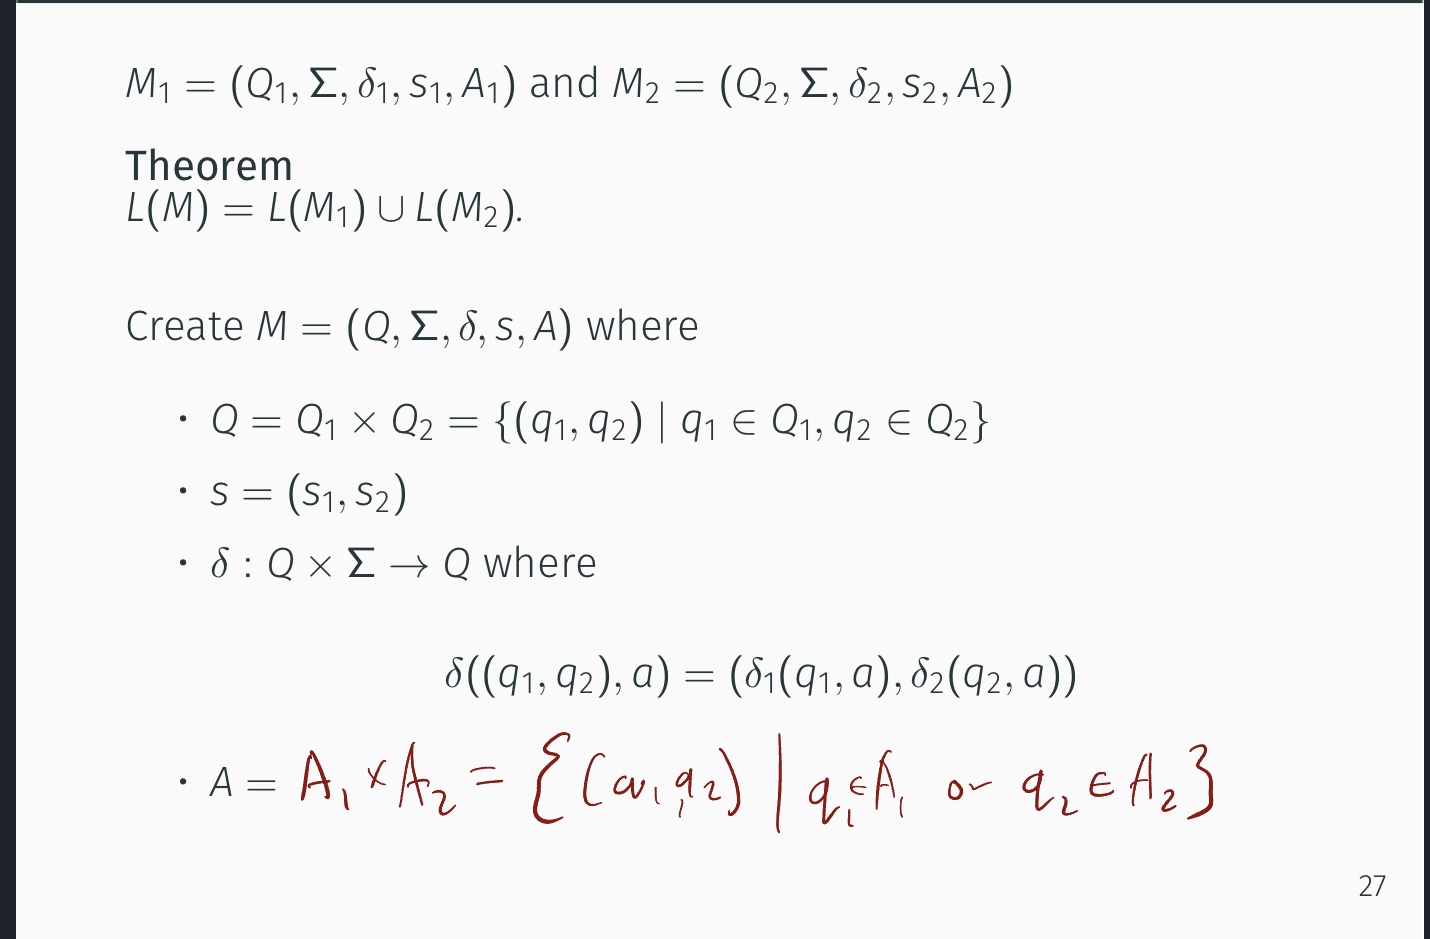 M₁ = (Q₁, Σ, δ₁, s₁, A₁) and M₂ = (Q₂, Σ, δ₂, s₂, A₂)
Theorem
L(M) = L(M₁) ∪ L(M₂).
Create M = (Q, Σ, δ, s, A) where
• Q = Q₁ × Q₂ = {(q₁, q₂) | q₁ ∈ Q₁, q₂ ∈ Q₂}
• s = (s₁, s₂)
• δ : Q × Σ → Q where
δ((q₁, q₂), a) = (δ₁(q₁, a), δ₂(q₂, a))
• A = A₁ × A₂ = {(q₁, q₂) | q₁ ∈ A₁ or q₂ ∈ A₂}
27